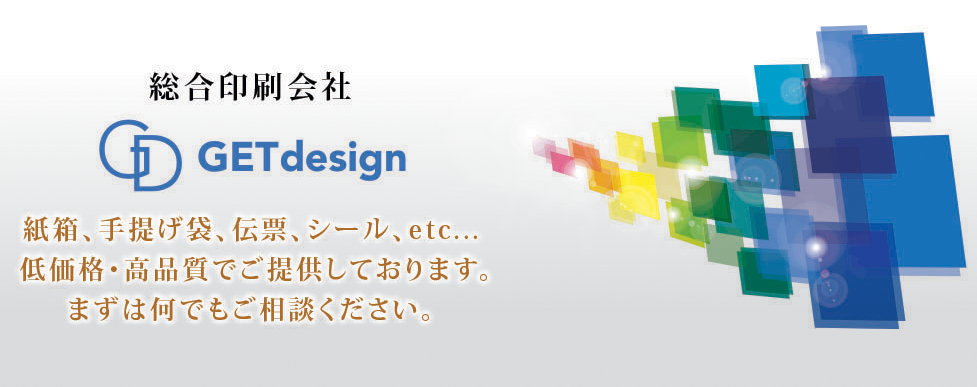 総合印刷会社
GD GETdesign
紙箱、手提げ袋、伝票、シール、etc...
低価格・高品質でご提供しております。
まずは何でもご相談ください。